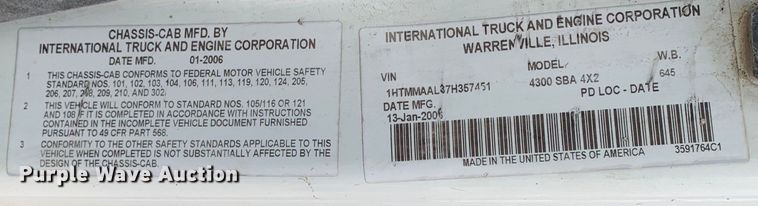 CHASSIS-CAB MFD. BY
INTERNATIONAL TRUCK AND ENGINE CORPORATION
DATE MFD. 01-2006
1 THIS CHASSIS-CAB CONFORMS TO FEDERAL MOTOR VEHICLE SAFETY
STANDARD NOS. 101, 102, 103, 104, 106, 111, 113, 119, 120, 124, 205,
206, 207, 208, 209, 210, AND 302.
2 THIS VEHICLE WILL CONFORM TO STANDARD NOS. 105/116 OR 121
AND 108 IF IT IS COMPLETED IN ACCORDANCE WITH INSTRUCTIONS
CONTAINED IN THE INCOMPLETE VEHICLE DOCUMENT FURNISHED
PURSUANT TO 49 CFR PART 568.
3 CONFORMITY TO THE OTHER SAFETY STANDARDS APPLICABLE TO
THIS VEHICLE WHEN COMPLETED IS NOT SUBSTANTIALLY AFFECTED BY THE
DESIGN OF THE CHASSIS-CAB.
INTERNATIONAL TRUCK AND ENGINE CORPORATION
WARRENVILLE, ILLINOIS
VIN MODEL W.B.
1HTMMAAL37H357451 4300 SBA 4X2 645
DATE MFG. PD LOC - DATE
13-Jan-2006
MADE IN THE UNITED STATES OF AMERICA 3591764C1
Purple Wave Auction